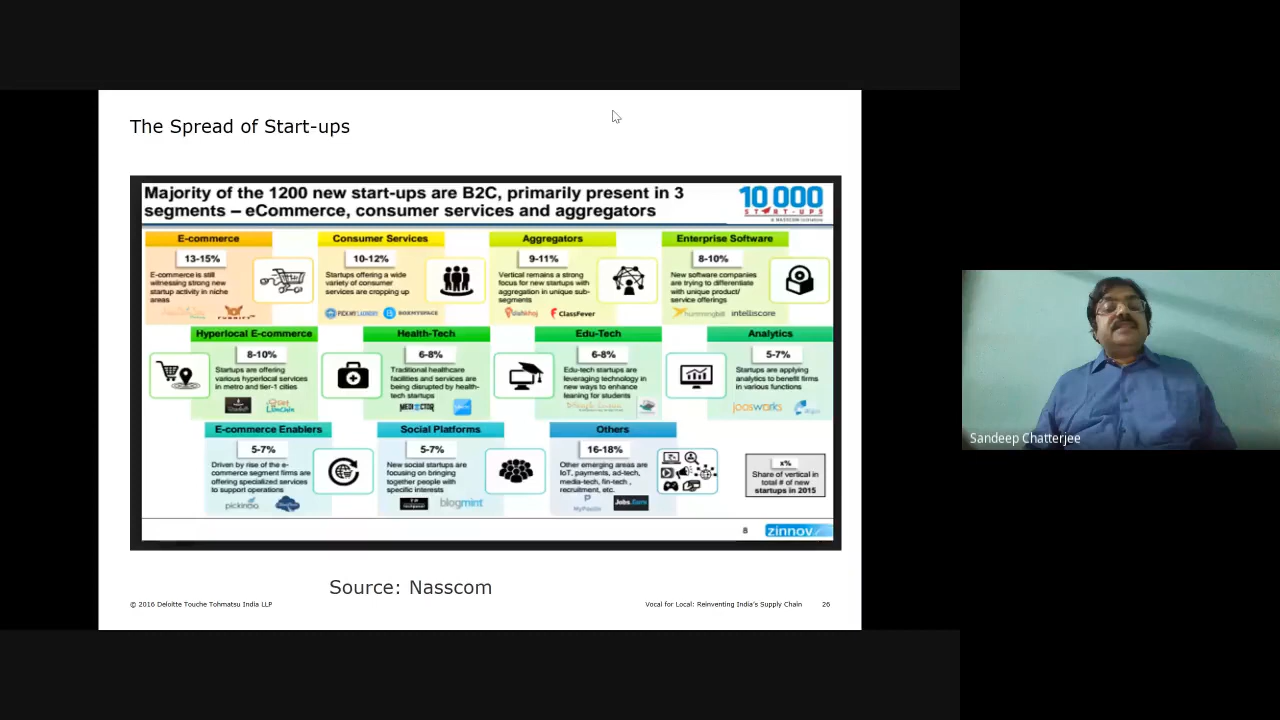 The Spread of Start-ups
Majority of the 1200 new start-ups are B2C, primarily present in 3
segments – eCommerce, consumer services and aggregators
10 000
START-UPS
E-commerce
13-15%
E-commerce is still
witnessing strong new
startup activity in niche
areas
Consumer Services
10-12%
Startups offering a wide
variety of consumer
services are cropping up
PICK MY LAUNDRY
BOXMYSPACE
Aggregators
9-11%
Vertical remains a strong
focus for new startups with
aggregation in unique sub-
segments
ClassFever
Enterprise Software
8-10%
New software companies
are trying to differentiate
with unique product/
service offerings
hummingbill
intelliscore
Hyperlocal E-commerce
8-10%
Startups are offering
various hyperlocal services
in metro and tier-1 cities
Health-Tech
6-8%
Traditional healthcare
facilities and services are
being disrupted by health-
tech startups
Edu-Tech
6-8%
Edu-tech startups are
leveraging technology in
new ways to enhance
learning for students
Analytics
5-7%
Startups are applying
analytics to benefit firms
in various functions
joosworks
E-commerce Enablers
5-7%
Driven by rise of the e-
commerce segment firms are
offering specialized services
to support operations
Social Platforms
5-7%
New social startups are
focusing on bringing
together people with
specific interests
blogmint
Others
16-18%
Other emerging areas are
IoT, payments, ad-tech,
media-tech, fin-tech ,
recruitment, etc.
MyPoolin
x%
Share of vertical in
total # of new
startups in 2015
8
zinnov
Source: Nasscom
© 2016 Deloitte Touche Tohmatsu India LLP
Vocal for Local: Reinventing India's Supply Chain
26
Sandeep Chatterjee